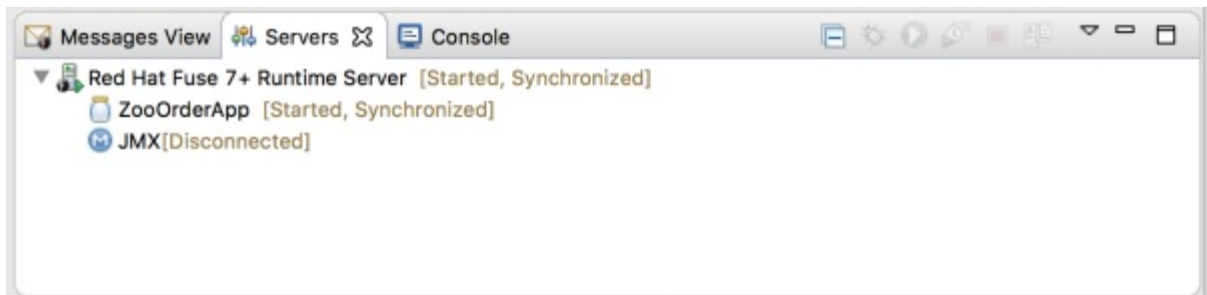 Messages View Servers Console
Red Hat Fuse 7+ Runtime Server [Started, Synchronized]
ZooOrderApp [Started, Synchronized]
JMX[Disconnected]